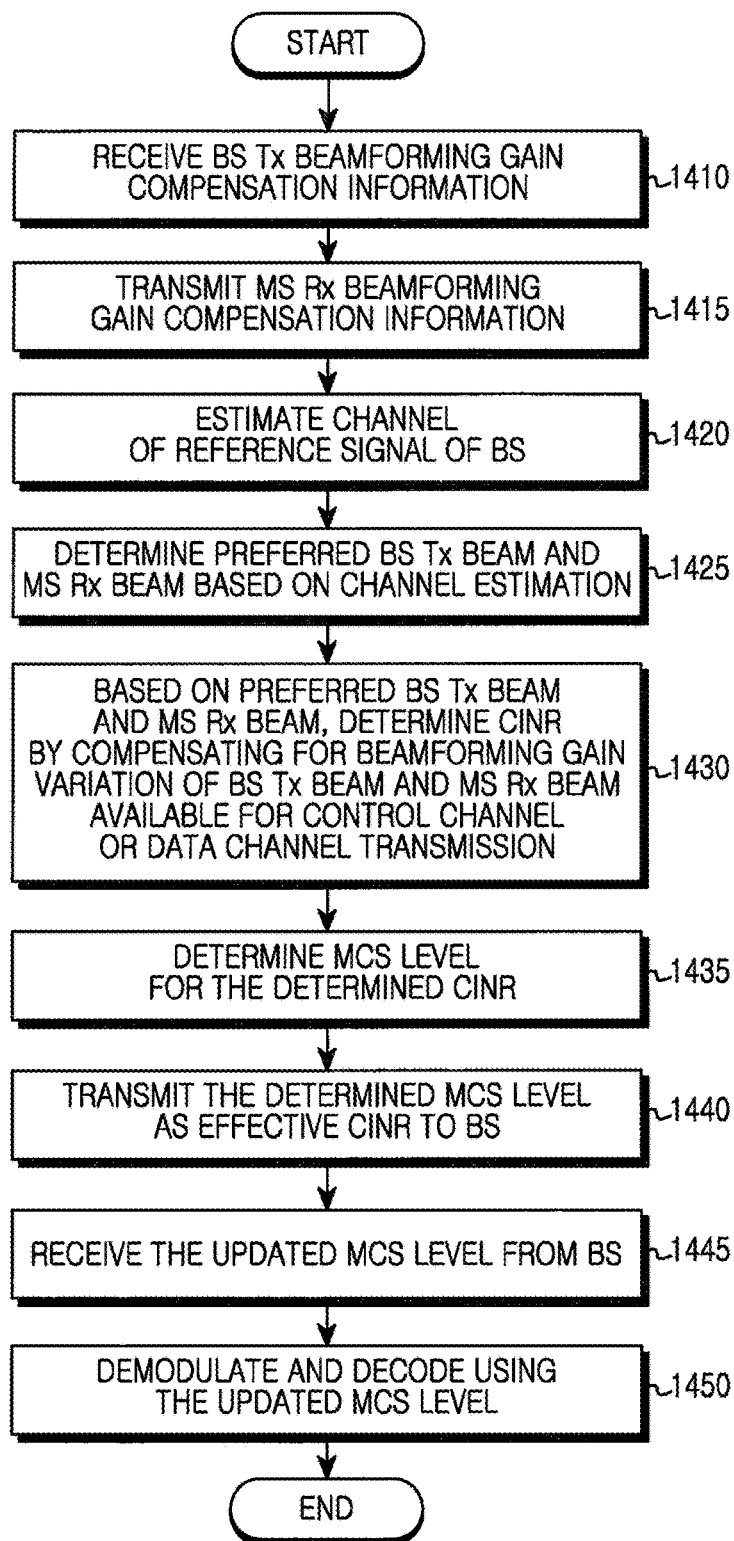 START
RECEIVE BS Tx BEAMFORMING GAIN
COMPENSATION INFORMATION
1410
TRANSMIT MS Rx BEAMFORMING
GAIN COMPENSATION INFORMATION
1415
ESTIMATE CHANNEL
OF REFERENCE SIGNAL OF BS
1420
DETERMINE PREFERRED BS Tx BEAM AND
MS Rx BEAM BASED ON CHANNEL ESTIMATION
1425
BASED ON PREFERRED BS Tx BEAM
AND MS Rx BEAM, DETERMINE CINR
BY COMPENSATING FOR BEAMFORMING GAIN
VARIATION OF BS Tx BEAM AND MS Rx BEAM
AVAILABLE FOR CONTROL CHANNEL
OR DATA CHANNEL TRANSMISSION
1430
DETERMINE MCS LEVEL
FOR THE DETERMINED CINR
1435
TRANSMIT THE DETERMINED MCS LEVEL
AS EFFECTIVE CINR TO BS
1440
RECEIVE THE UPDATED MCS LEVEL FROM BS
1445
DEMODULATE AND DECODE USING
THE UPDATED MCS LEVEL
1450
END